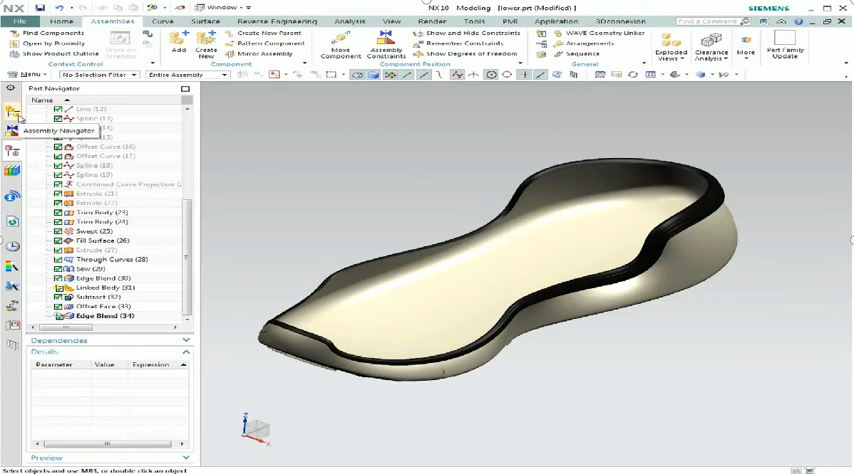 NX
Window
NX 10 - Modeling - [lower.prt (Modified)]
SIEMENS
File Home Assemblies Curve Surface Reverse Engineering Analysis View Render Tools PMI Application 3Dconnexion Find a Command
Find Components
Open by Proximity
Show Product Outline
Context Control
Add
Create New
Create New Parent
Pattern Component
Mirror Assembly
Component
Move Component
Assembly Constraints
Show and Hide Constraints
Remember Constraints
Show Degrees of Freedom
Component Position
WAVE Geometry Linker
Arrangements
Sequence
General
Exploded Views
Clearance Analysis
More
Part Family Update
Menu No Selection Filter Entire Assembly
Part Navigator
Name
Line (12)
Spline (13)
Assembly Navigator
Offset Curve (16)
Offset Curve (17)
Spline (18)
Spline (19)
Combined Curve Projection (2
Extrude (21)
Trim Body (23)
Trim Body (24)
Swept (25)
Fill Surface (26)
Extrude (27)
Through Curves (28)
Sew (29)
Edge Blend (30)
Linked Body (31)
Subtract (32)
Offset Face (33)
Edge Blend (34)
Dependencies
Details
Parameter Value Expression
Preview
Z
X
Select objects and use MB3, or double click an object